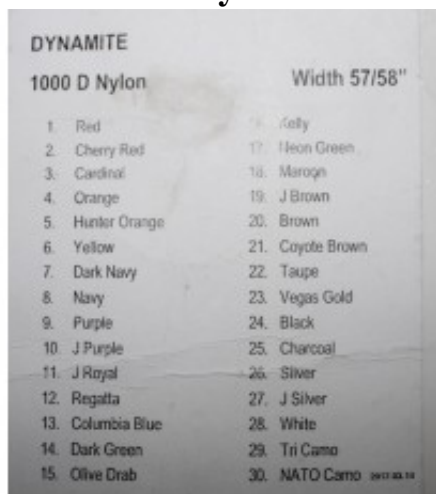 DYNAMITE
1000 D Nylon
Width 57/58"
1. Red
2. Cherry Red
3. Cardinal
4. Orange
5. Hunter Orange
6. Yellow
7. Dark Navy
8. Navy
9. Purple
10. J Purple
11. J Royal
12. Regatta
13. Columbia Blue
14. Dark Green
15. Olive Drab
Kelly
17. Neon Green
18. Maroon
19. J Brown
20. Brown
21. Coyote Brown
22. Taupe
23. Vegas Gold
24. Black
25. Charcoal
26. Silver
27. J Silver
28. White
29. Tri Camo
30. NATO Camo